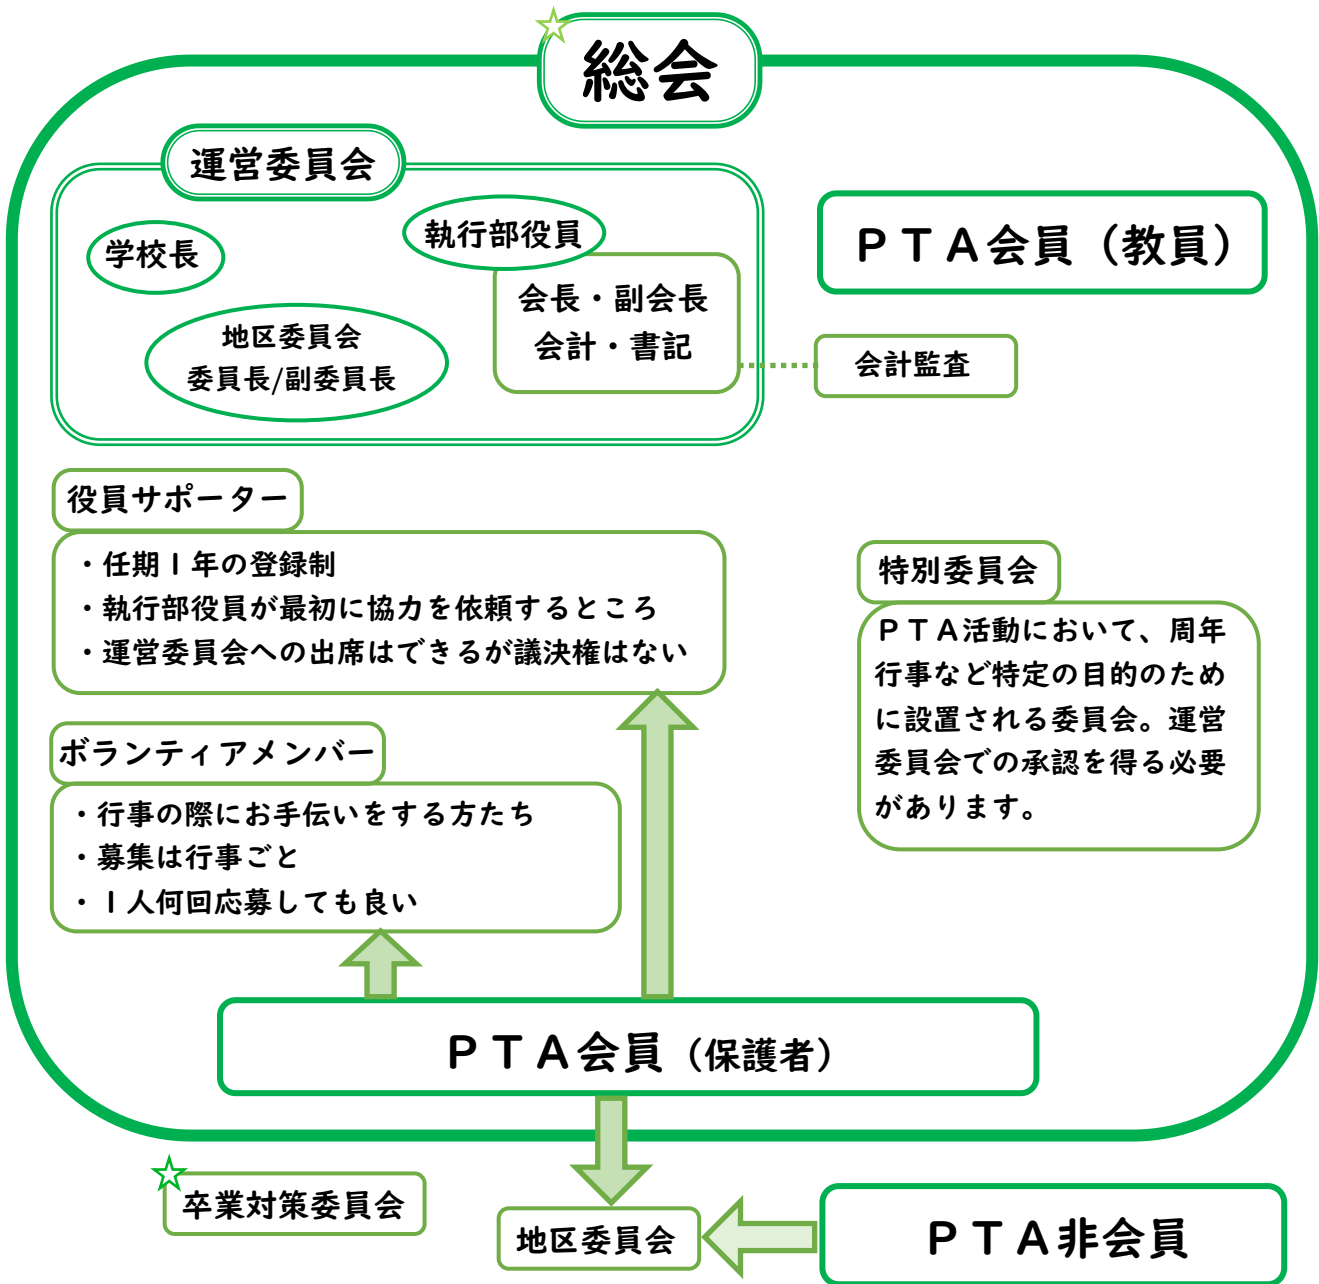 総会
運営委員会
学校長
執行部役員
会長・副会長
会計・書記
地区委員会
委員長/副委員長
ＰＴＡ会員（教員）
会計監査
役員サポーター
・任期１年の登録制
・執行部役員が最初に協力を依頼するところ
・運営委員会への出席はできるが議決権はない
特別委員会
ＰＴＡ活動において、周年
行事など特定の目的のため
に設置される委員会。運営
委員会での承認を得る必要
があります。
ボランティアメンバー
・行事の際にお手伝いをする方たち
・募集は行事ごと
・１人何回応募しても良い
ＰＴＡ会員（保護者）
卒業対策委員会
地区委員会
ＰＴＡ非会員